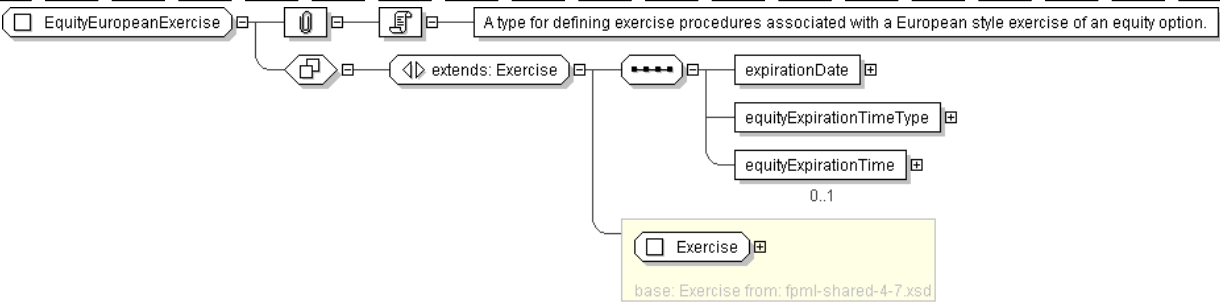 EquityEuropeanExercise
A type for defining exercise procedures associated with a European style exercise of an equity option.
extends: Exercise
expirationDate
equityExpirationTimeType
equityExpirationTime
0..1
Exercise
base: Exercise from: fpml-shared-4-7.xsd